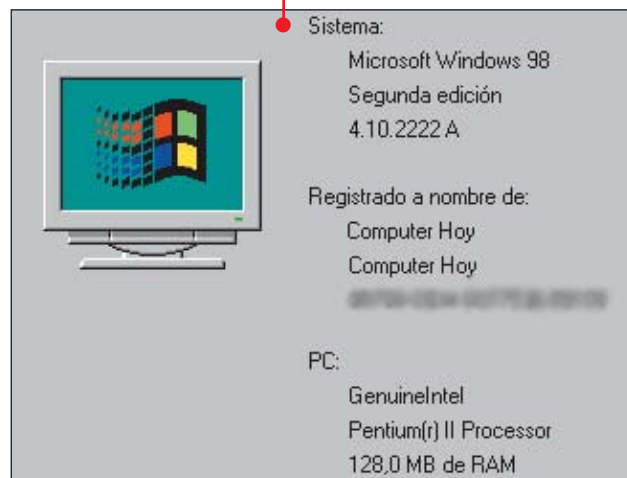 Sistema:
Microsoft Windows 98
Segunda edición
4.10.2222 A
Registrado a nombre de:
Computer Hoy
Computer Hoy
PC:
GenuineIntel
Pentium(r) II Processor
128,0 MB de RAM